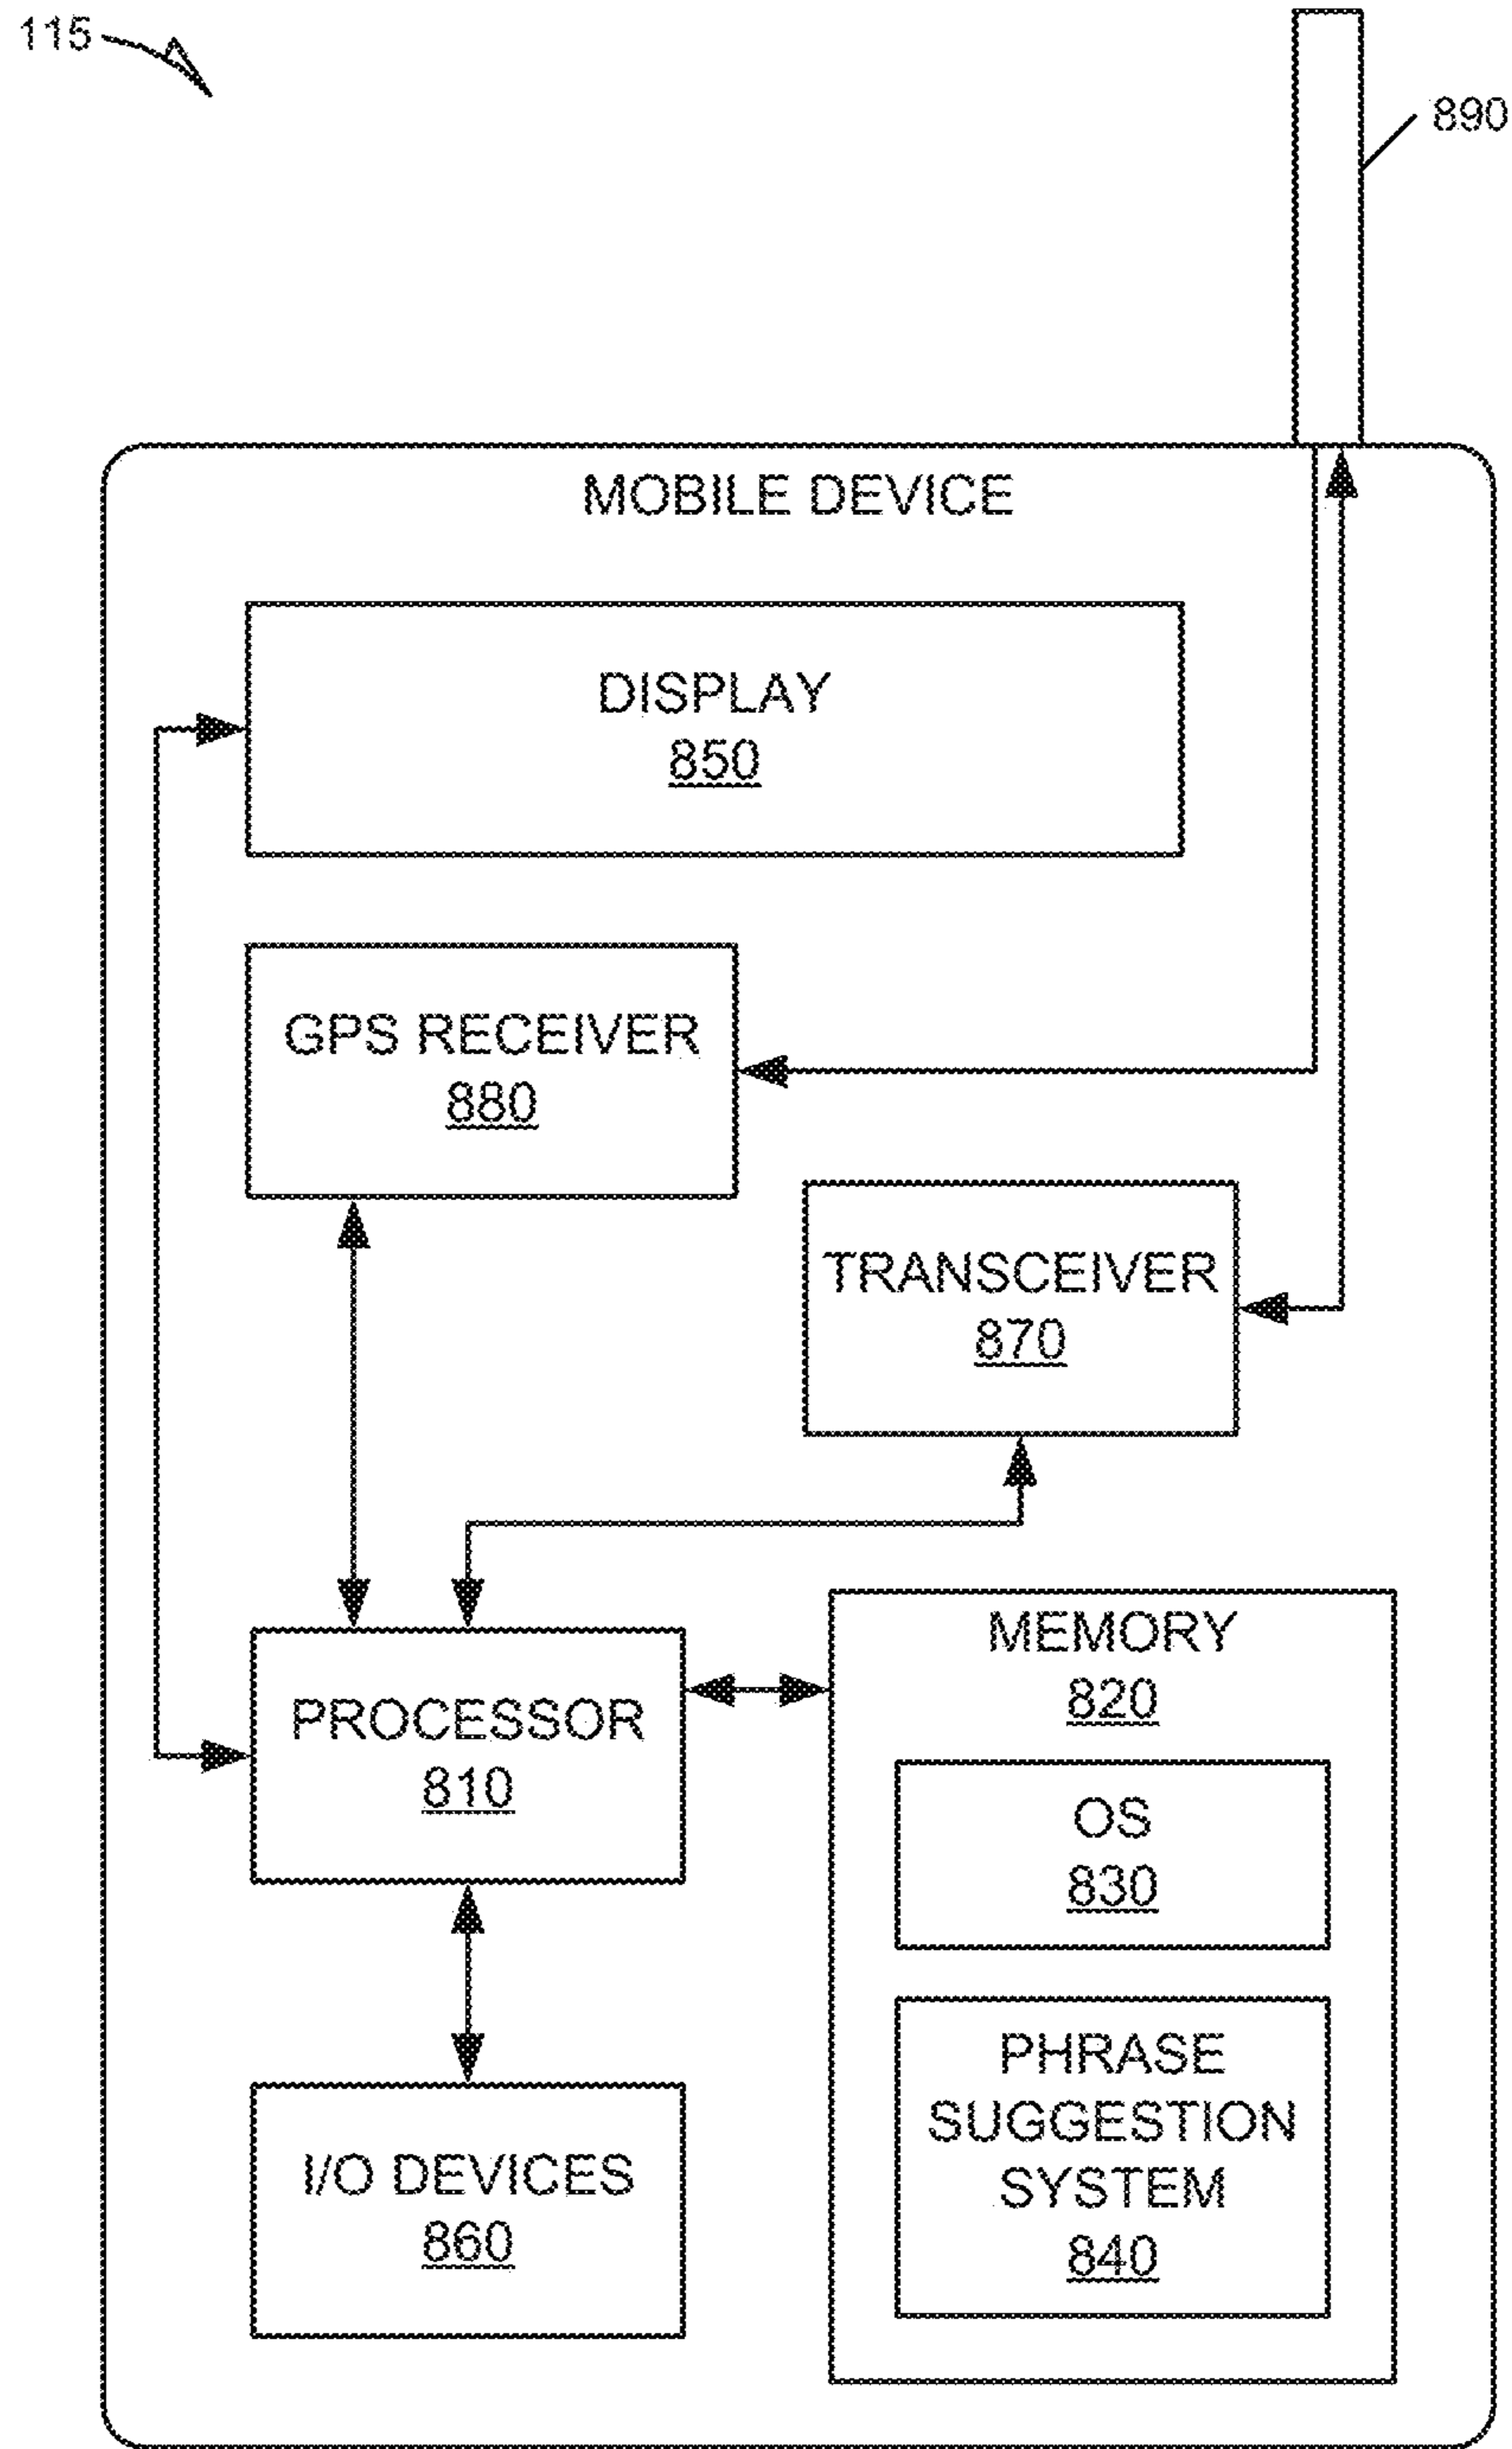 115
890
MOBILE DEVICE
DISPLAY
850
GPS RECEIVER
880
TRANSCEIVER
870
PROCESSOR
810
MEMORY
820
OS
830
PHRASE
SUGGESTION
SYSTEM
840
I/O DEVICES
860